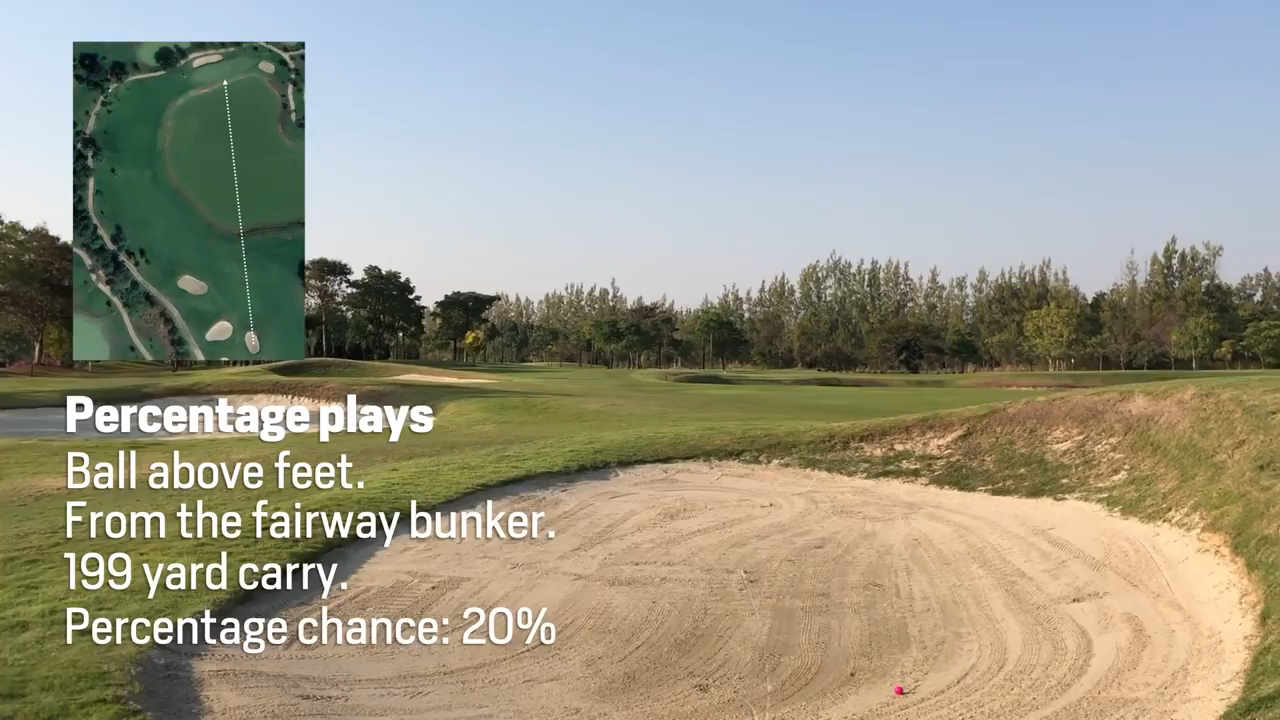 Percentage plays
Ball above feet.
From the fairway bunker.
199 yard carry.
Percentage chance: 20%